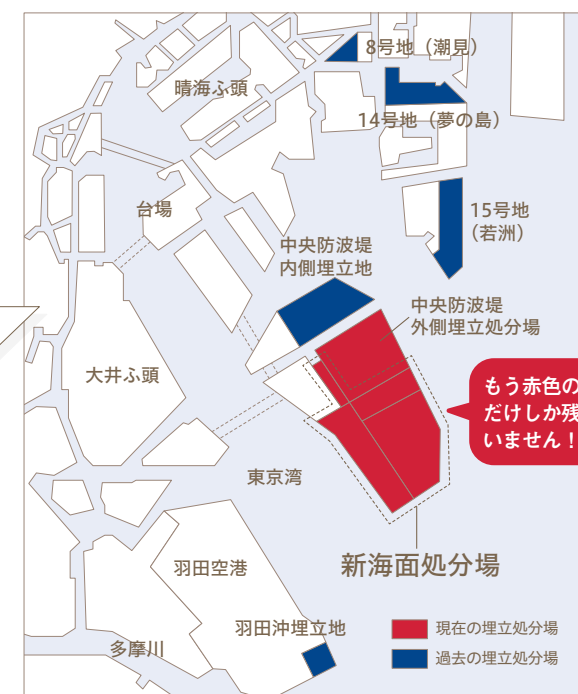 8号地（潮見）
晴海ふ頭
14号地（夢の島）
台場
15号地
（若洲）
中央防波堤
内側埋立地
中央防波堤
外側埋立処分場
大井ふ頭
もう赤色の
だけしか残
いません！
東京湾
新海面処分場
羽田空港
羽田沖埋立地
多摩川
現在の埋立処分場
過去の埋立処分場